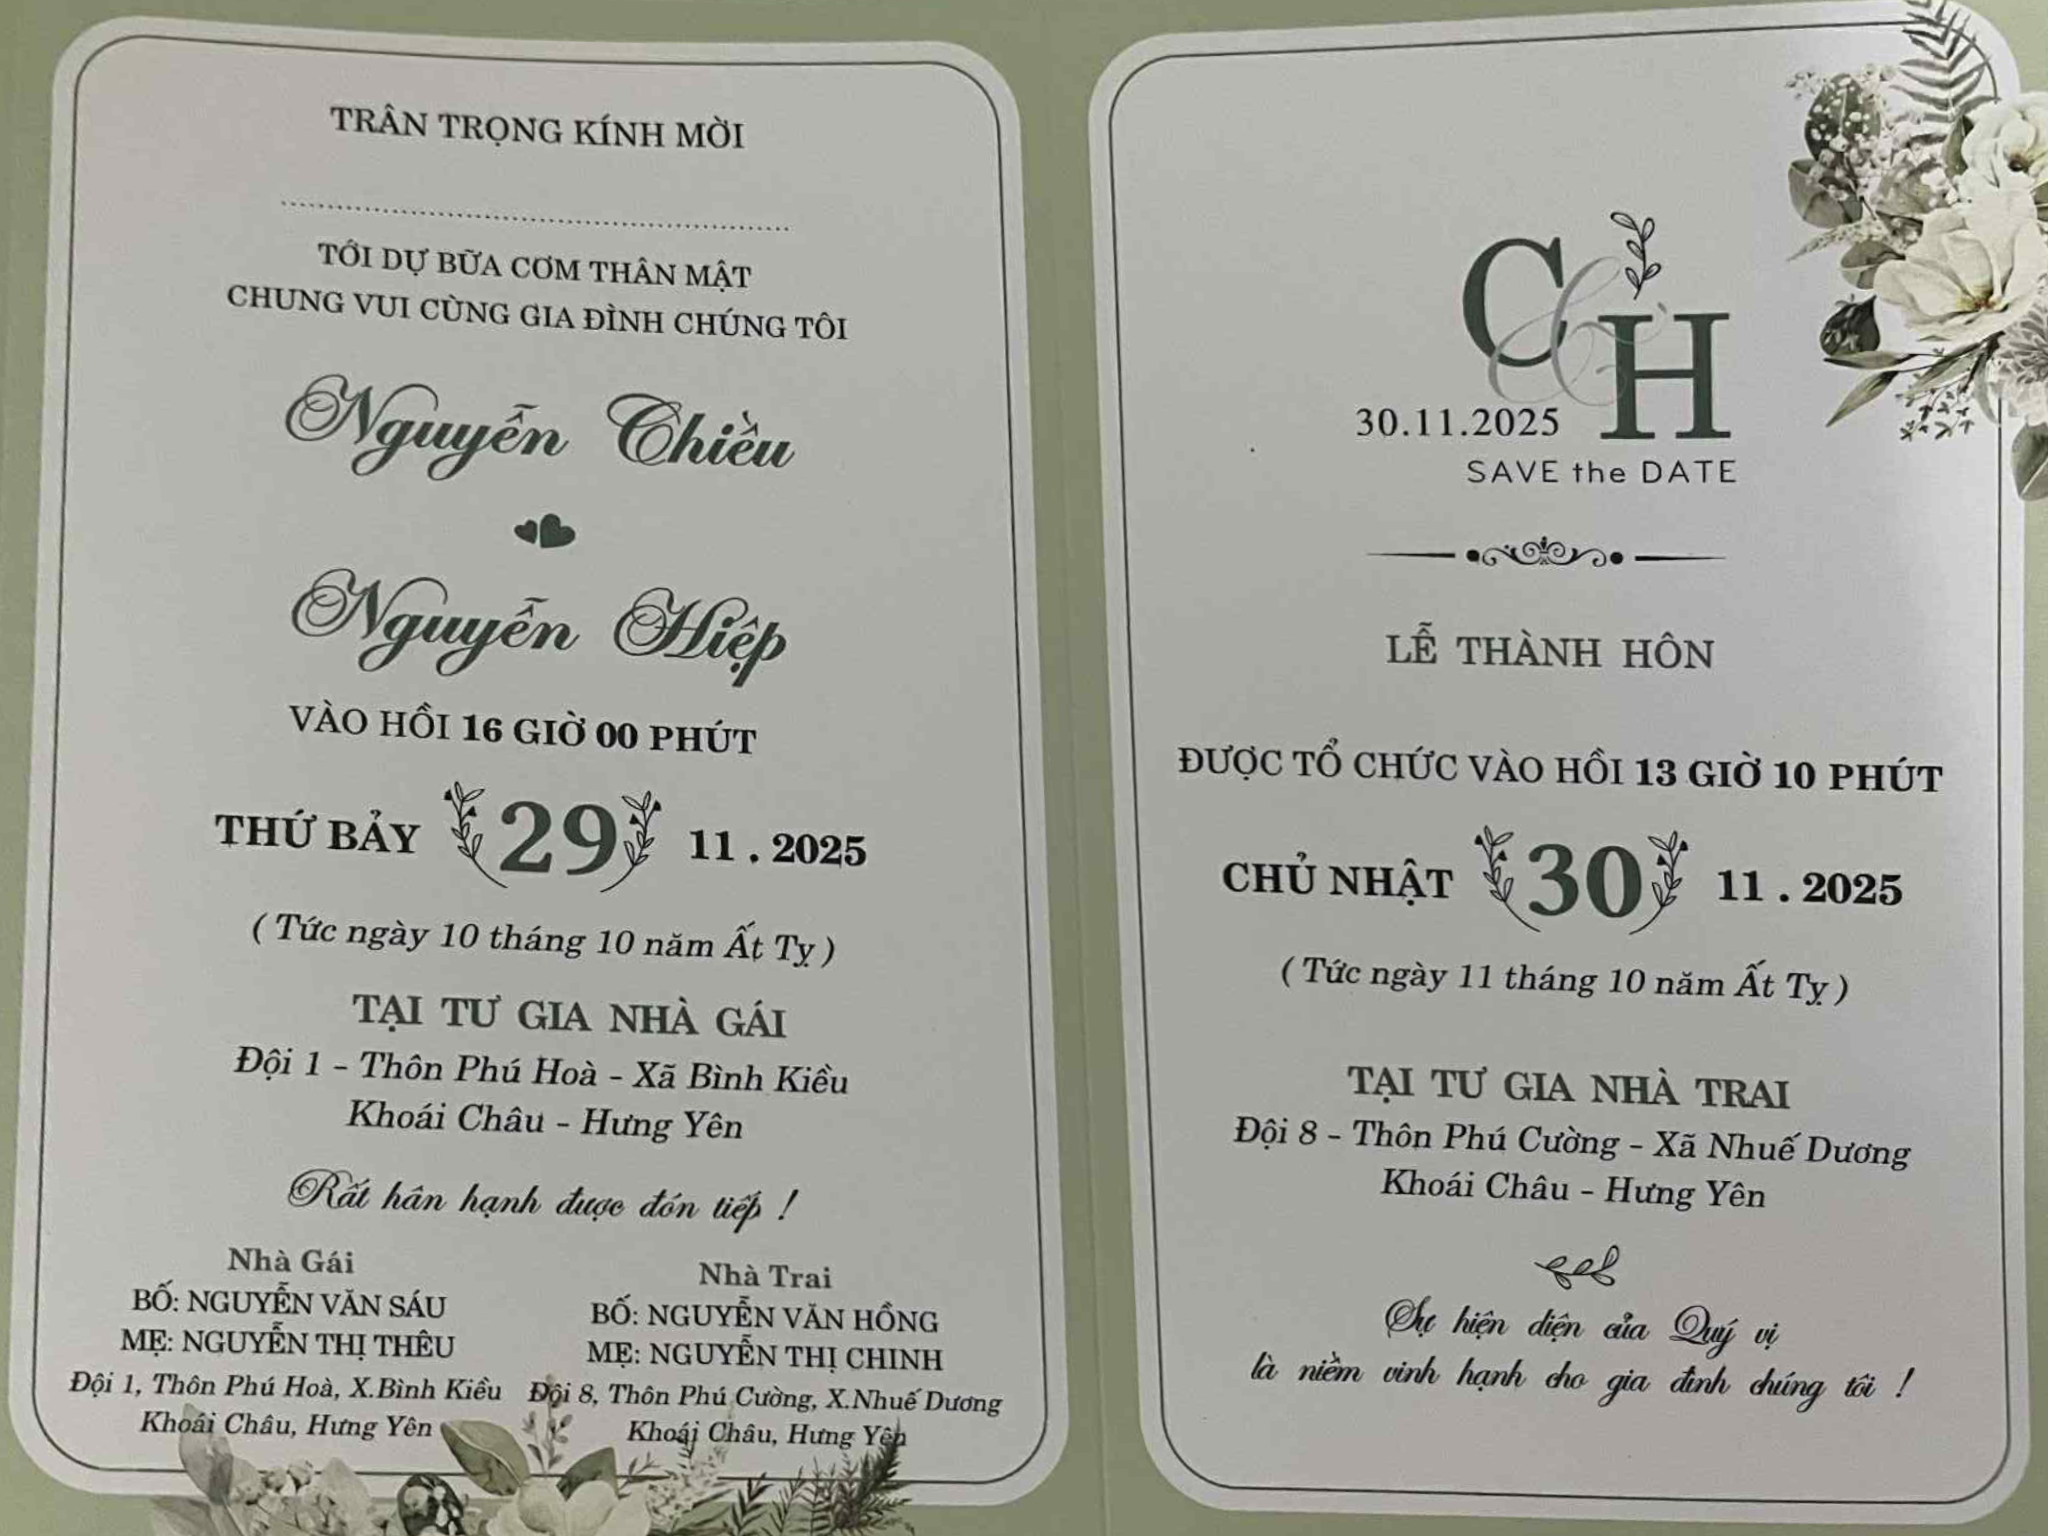 TRÂN TRỌNG KÍNH MỜI
TỚI DỰ BỮA CƠM THÂN MẬT
CHUNG VUI CÙNG GIA ĐÌNH CHÚNG TÔI
Nguyễn Chiều
Nguyễn Hiệp
VÀO HỒI 16 GIỜ 00 PHÚT
THỨ BẢY 29 11 . 2025
( Tức ngày 10 tháng 10 năm Ất Tỵ )
TẠI TƯ GIA NHÀ GÁI
Đội 1 - Thôn Phú Hoà - Xã Bình Kiều
Khoái Châu - Hưng Yên
Rất hân hạnh được đón tiếp !
Nhà Gái
BỐ: NGUYỄN VĂN SÁU
MẸ: NGUYỄN THỊ THÊU
Đội 1, Thôn Phú Hoà, X.Bình Kiều
Khoái Châu, Hưng Yên
Nhà Trai
BỐ: NGUYỄN VĂN HỒNG
MẸ: NGUYỄN THỊ CHINH
Đội 8, Thôn Phú Cường, X.Nhuế Dương
Khoái Châu, Hưng Yên
C & H
30.11.2025
SAVE the DATE
LỄ THÀNH HÔN
ĐƯỢC TỔ CHỨC VÀO HỒI 13 GIỜ 10 PHÚT
CHỦ NHẬT 30 11 . 2025
( Tức ngày 11 tháng 10 năm Ất Tỵ )
TẠI TƯ GIA NHÀ TRAI
Đội 8 - Thôn Phú Cường - Xã Nhuế Dương
Khoái Châu - Hưng Yên
Sự hiện diện của Quý vị
là niềm vinh hạnh cho gia đình chúng tôi !